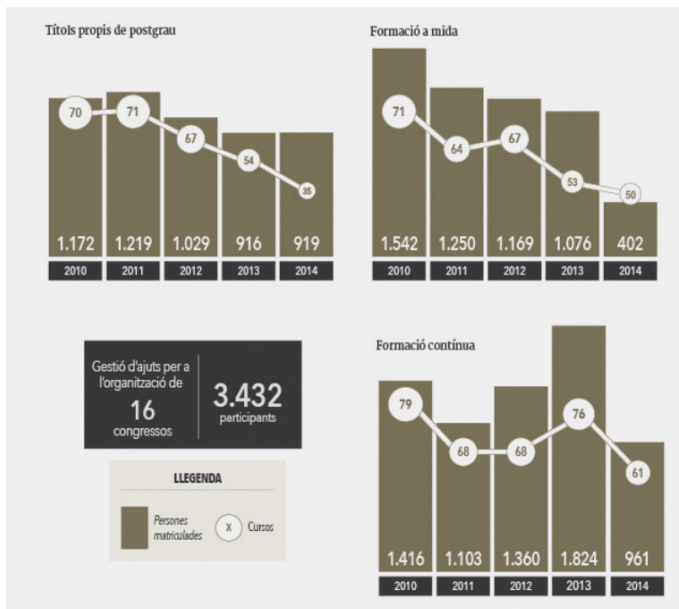 Títols propis de postgrau
70
71
67
54
35
1.172 1.219 1.029 916 919
2010 2011 2012 2013 2014
Formació a mida
71
64
67
53
50
1.542 1.250 1.169 1.076 402
2010 2011 2012 2013 2014
Gestió d'ajuts per a
l'organització de
16
congressos
3.432
participants
LLEGENDA
Persones
matriculades
X
Cursos
Formació contínua
79
68
68
76
61
1.416 1.103 1.360 1.824 961
2010 2011 2012 2013 2014